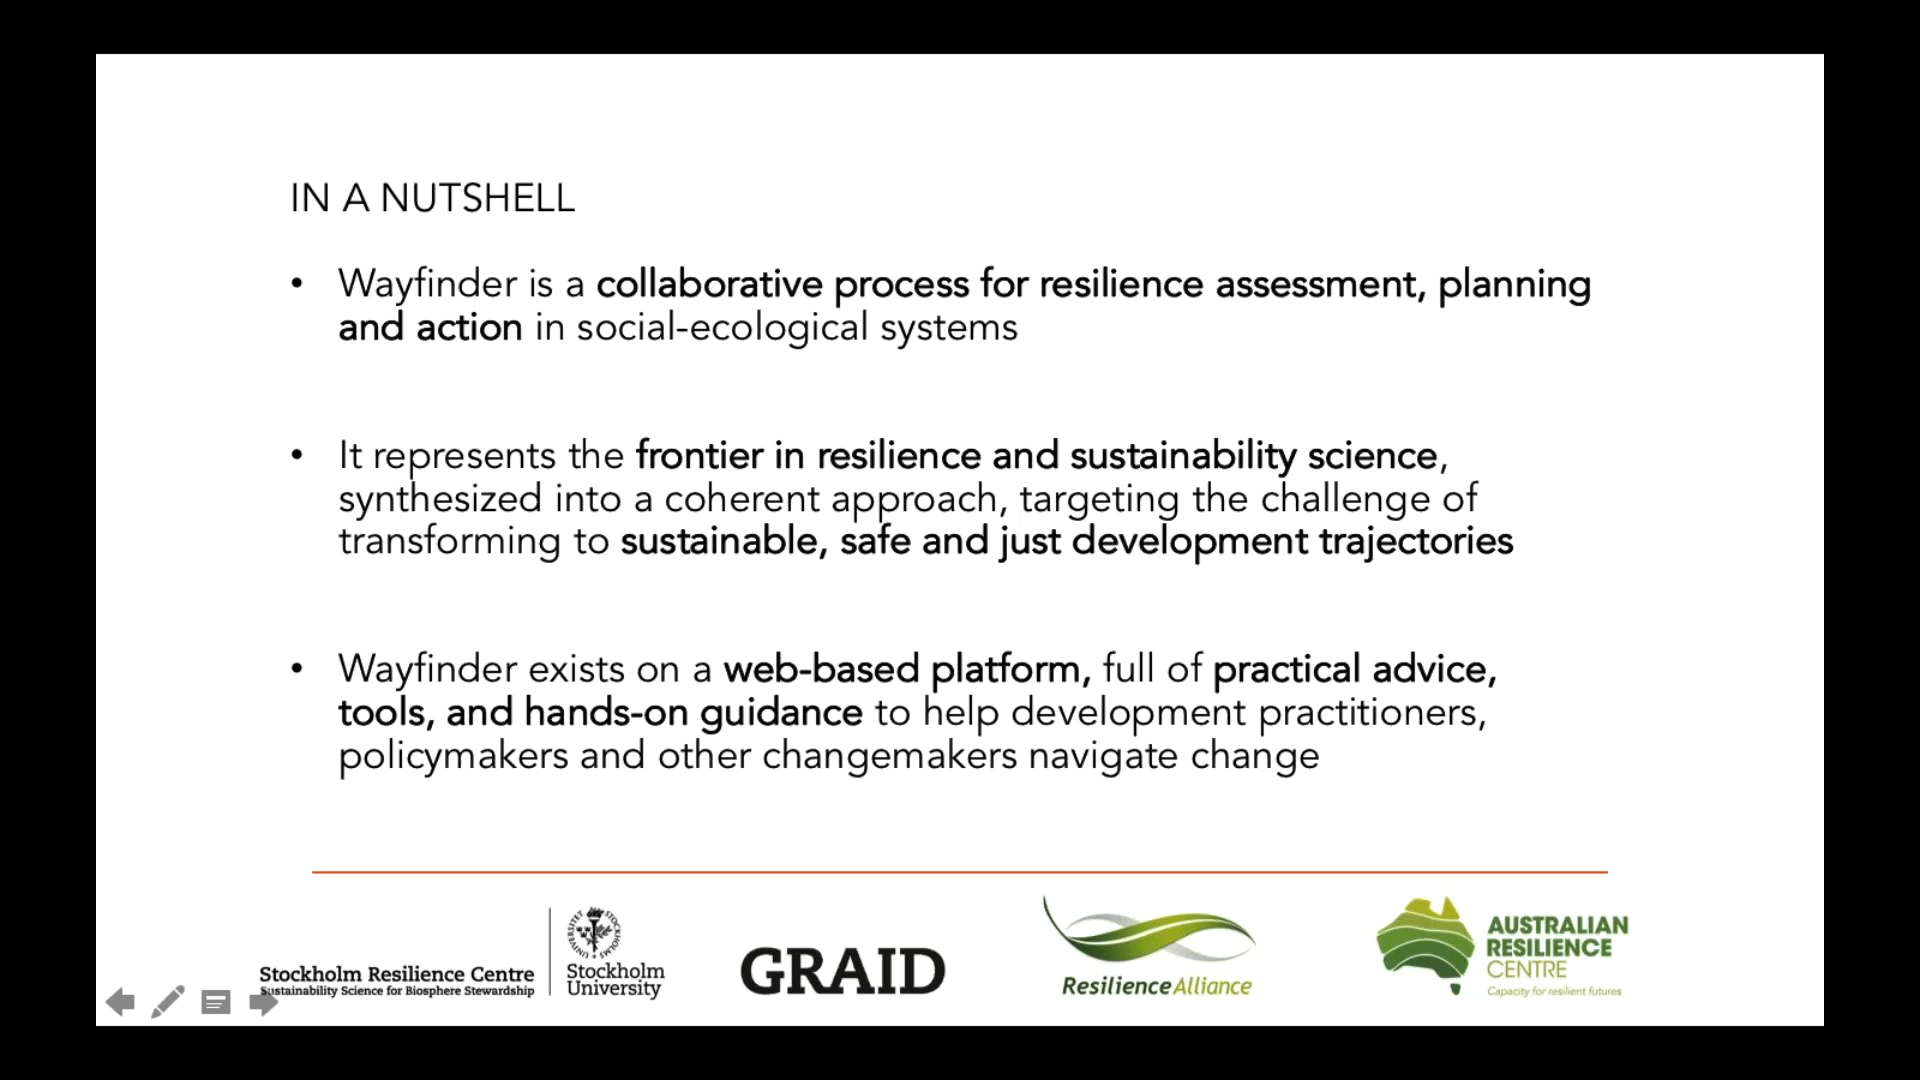 IN A NUTSHELL
• Wayfinder is a collaborative process for resilience assessment, planning
and action in social-ecological systems
• It represents the frontier in resilience and sustainability science,
synthesized into a coherent approach, targeting the challenge of
transforming to sustainable, safe and just development trajectories
• Wayfinder exists on a web-based platform, full of practical advice,
tools, and hands-on guidance to help development practitioners,
policymakers and other changemakers navigate change
Stockholm Resilience Centre
Sustainability Science for Biosphere Stewardship
Stockholm
University
GRAID
ResilienceAlliance
AUSTRALIAN
RESILIENCE
CENTRE
Capacity for resilient futures